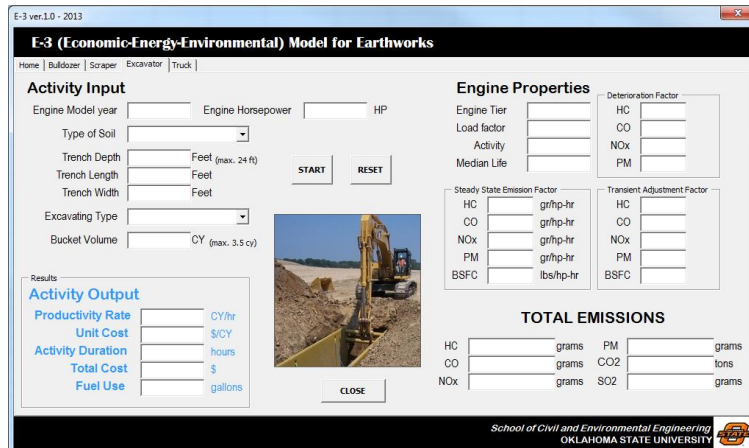 E-3 ver.1.0 - 2013
E-3 (Economic-Energy-Environmental) Model for Earthworks
Home | Bulldozer | Scraper | Excavator | Truck |
Activity Input
Engine Model year
Engine Horsepower
HP
Type of Soil
Trench Depth
Feet (max. 24 ft)
Trench Length
Feet
Trench Width
Feet
START
RESET
Excavating Type
Bucket Volume
CY (max. 3.5 cy)
Results
Activity Output
Productivity Rate
CY/hr
Unit Cost
$/CY
Activity Duration
hours
Total Cost
$
Fuel Use
gallons
CLOSE
Engine Properties
Engine Tier
Load factor
Activity
Median Life
Deterioration Factor
HC
CO
NOx
PM
Steady State Emission Factor
HC
gr/hp-hr
CO
gr/hp-hr
NOx
gr/hp-hr
PM
gr/hp-hr
BSFC
lbs/hp-hr
Transient Adjustment Factor
HC
CO
NOx
PM
BSFC
TOTAL EMISSIONS
HC
grams
PM
grams
CO
grams
CO2
tons
NOx
grams
SO2
grams
School of Civil and Environmental Engineering
OKLAHOMA STATE UNIVERSITY
STATE